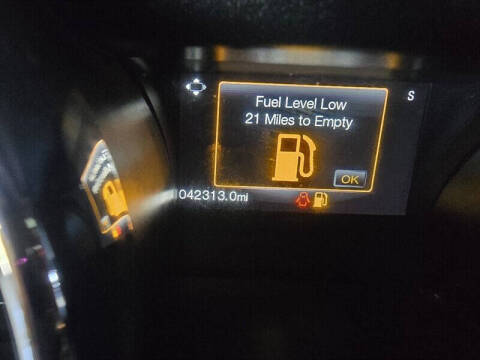 S
Fuel Level Low
21 Miles to Empty
OK
042313.0mi